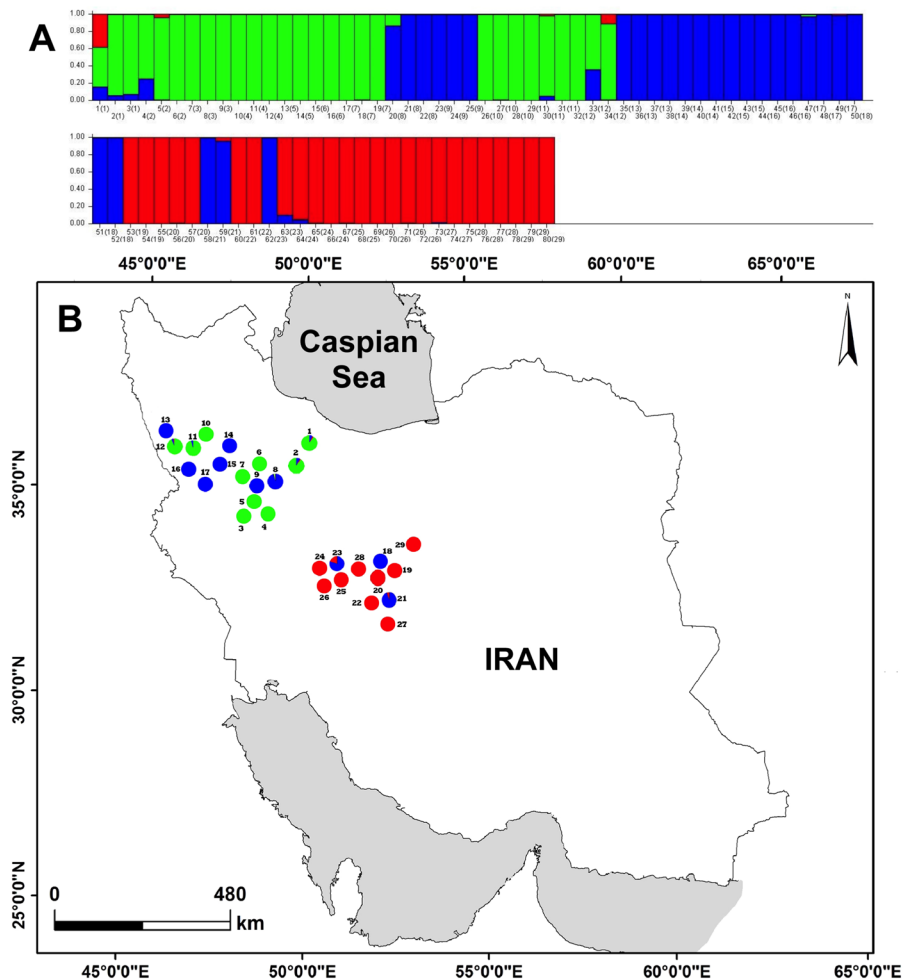 A
1.00
0.80
0.60
0.40
0.20
0.00
1(1) 3(1) 5(2) 7(3) 9(3) 11(4) 13(5) 15(6) 17(7) 19(7) 21(8) 23(9) 25(9) 27(10) 29(11) 31(11) 33(12) 35(13) 37(13) 39(14) 41(15) 43(15) 45(16) 47(17) 49(17)
2(1) 4(2) 6(2) 8(3) 10(4) 12(4) 14(5) 16(6) 18(7) 20(8) 22(8) 24(9) 26(10) 28(10) 30(11) 32(12) 34(12) 36(13) 38(14) 40(14) 42(15) 44(16) 46(16) 48(17) 50(18)
1.00
0.80
0.60
0.40
0.20
0.00
51(18) 53(19) 55(20) 57(20) 59(21) 61(22) 63(23) 65(24) 67(25) 69(26) 71(26) 73(27) 75(28) 77(28) 79(29)
52(18) 54(19) 56(20) 58(21) 60(22) 62(23) 64(24) 66(24) 68(25) 70(26) 72(26) 74(27) 76(28) 78(29) 80(29)
45°0'0"E 50°0'0"E 55°0'0"E 60°0'0"E 65°0'0"E
B
N
Caspian
Sea
13
10
1
12
11
14
6
2
16
17
15
7
9
8
5
3
4
35°0'0"N
24
23
28
18
29
19
26
25
20
22
21
27
IRAN
30°0'0"N
25°0'0"N
0 480
km
45°0'0"E 50°0'0"E 55°0'0"E 60°0'0"E 65°0'0"E